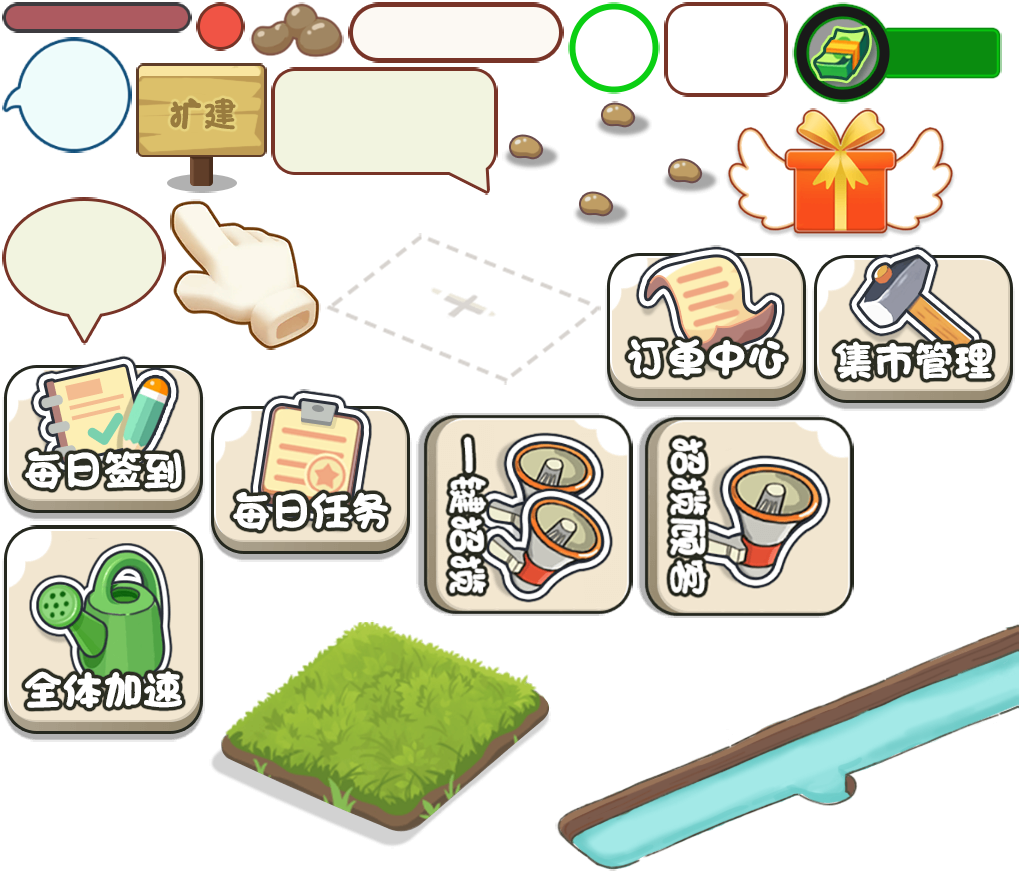 扩建
订单中心
集市管理
每日签到
每日任务
一键招揽
招揽顾客
全体加速